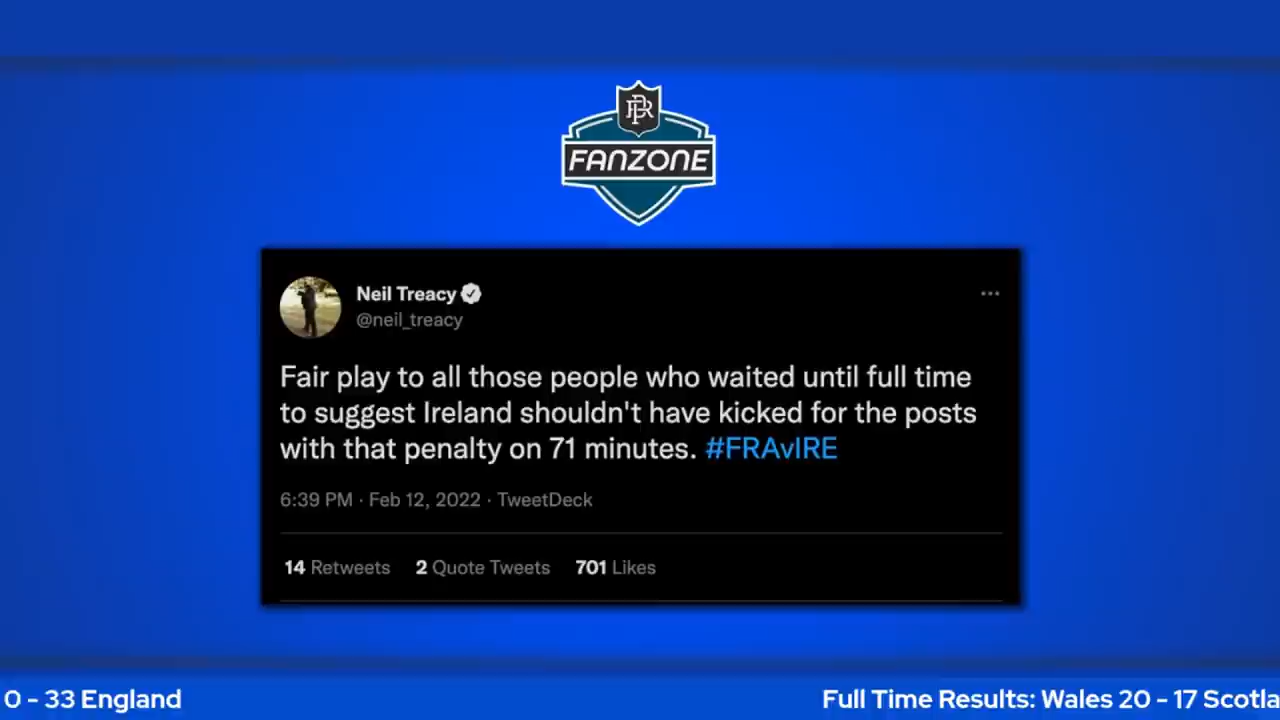 PR
FANZONE
Neil Treacy
@neil_treacy
Fair play to all those people who waited until full time
to suggest Ireland shouldn't have kicked for the posts
with that penalty on 71 minutes. #FRAvIRE
6:39 PM · Feb 12, 2022 · TweetDeck
14 Retweets 2 Quote Tweets 701 Likes
0 - 33 England
Full Time Results: Wales 20 - 17 Scotla